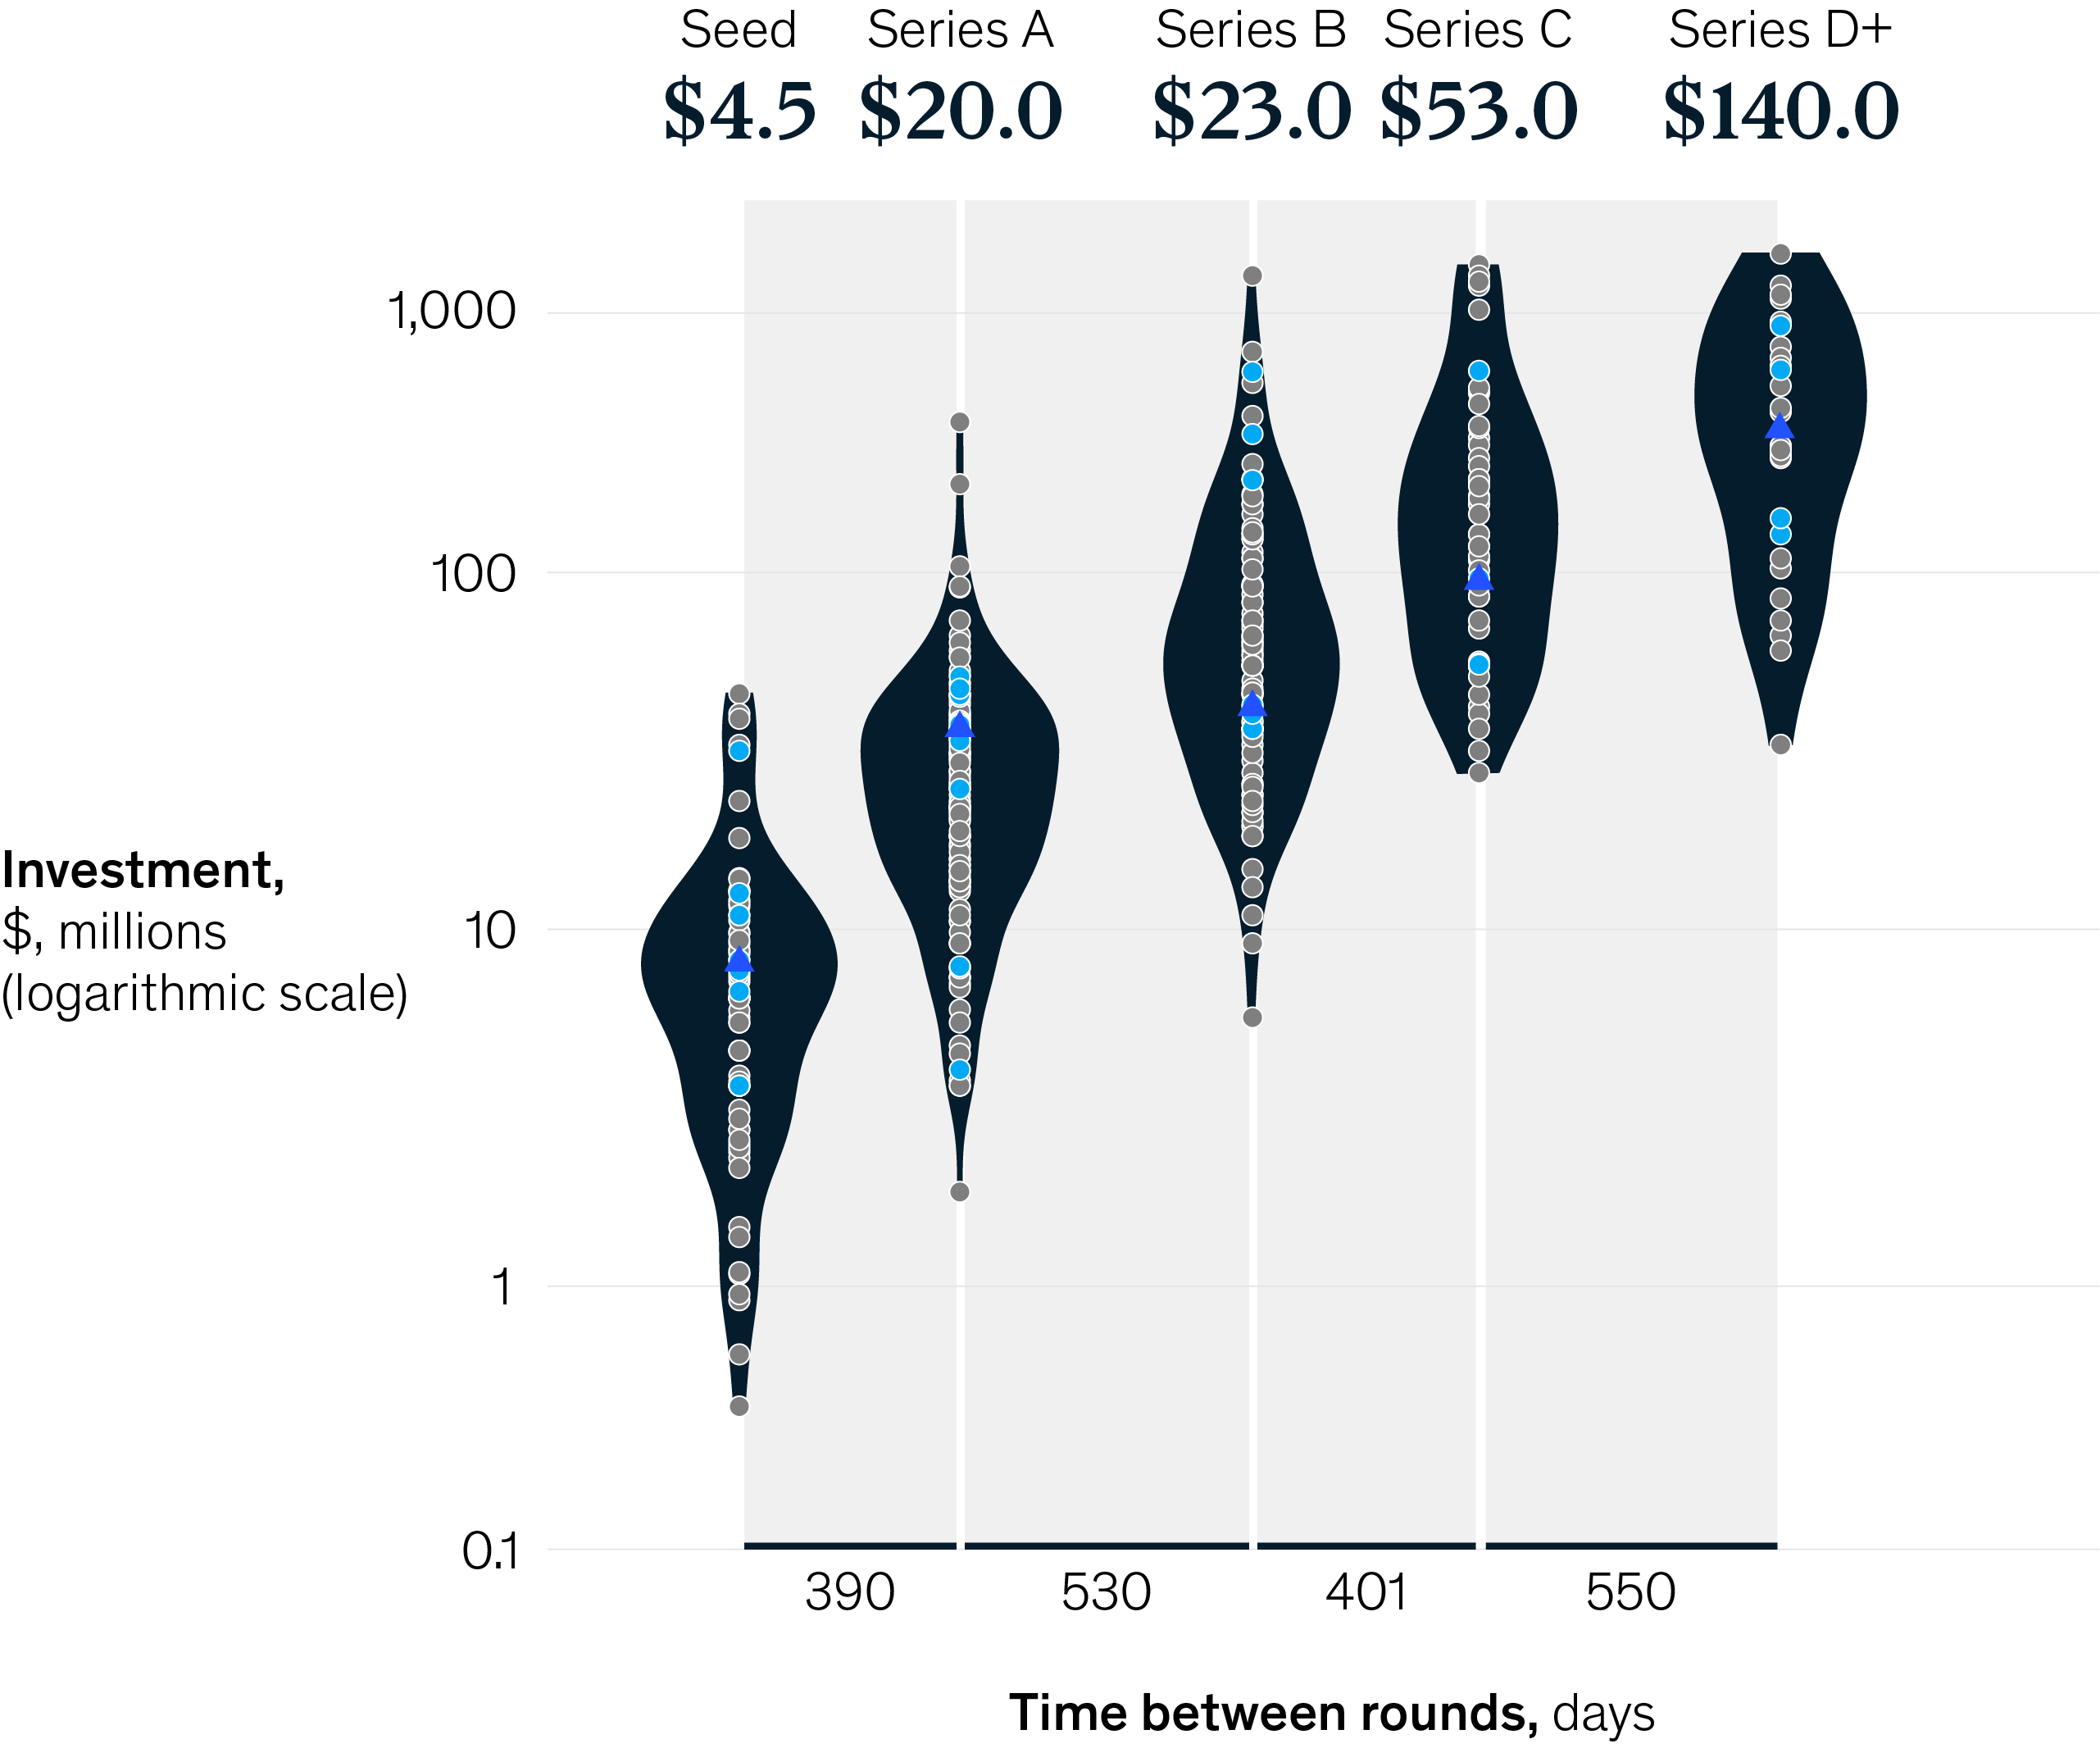 Seed Series A Series B Series C Series D+
$4.5 $20.0 $23.0 $53.0 $140.0
1,000
100
Investment,
$, millions
(logarithmic scale)
10
1
0.1
390 530 401 550
Time between rounds, days